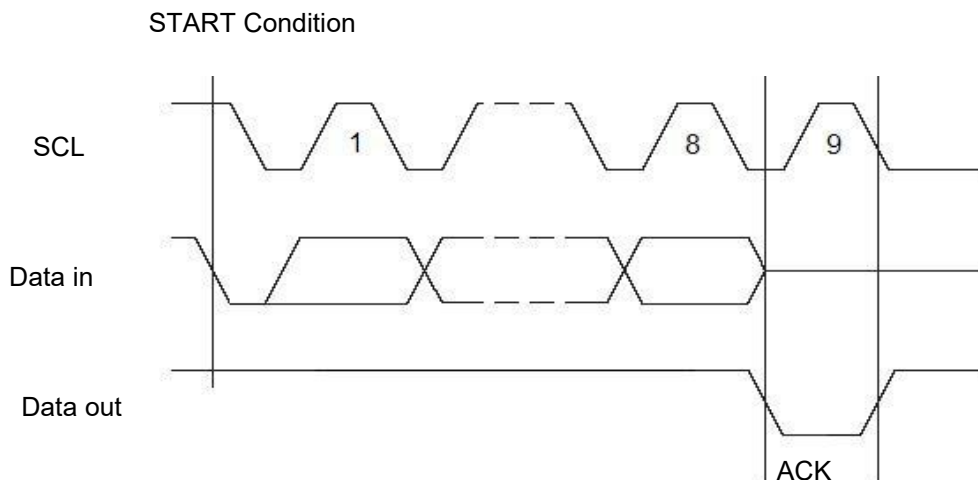 START Condition
SCL
1
8
9
Data in
Data out
ACK